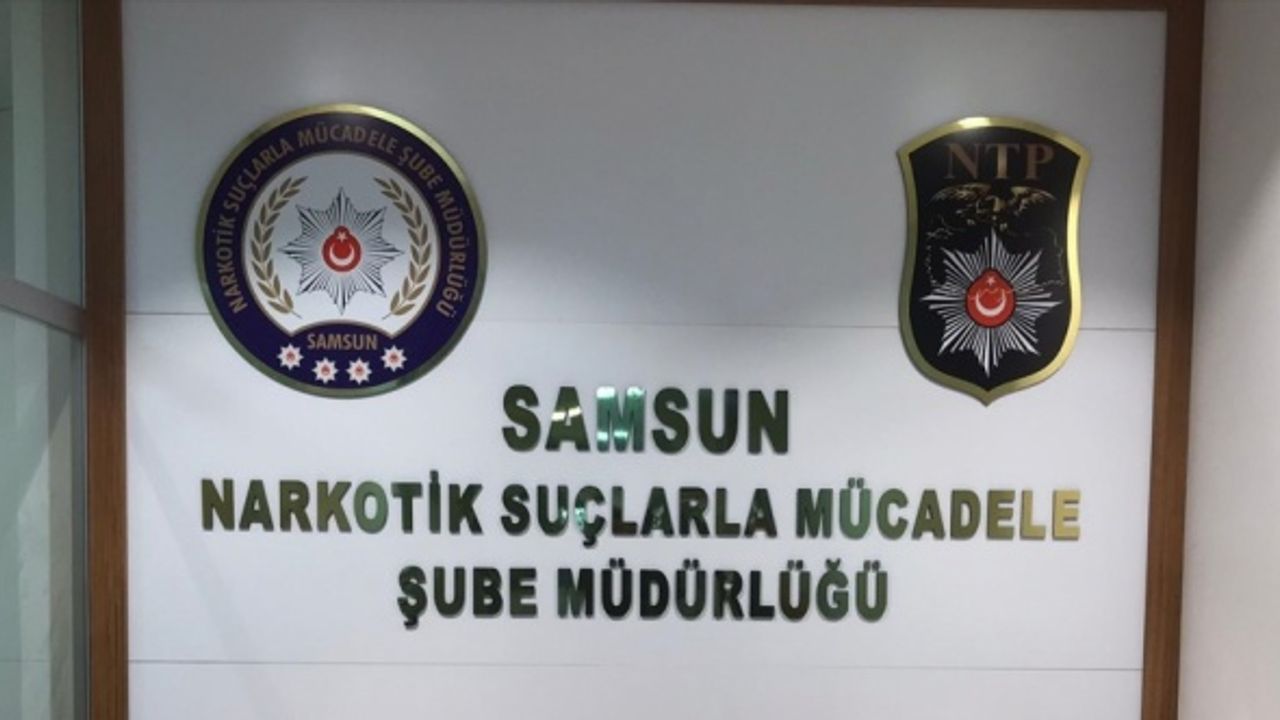 NARKOTİK SUÇLARLA MÜCADELE ŞUBE MÜDÜRLÜĞÜ
SAMSUN
NTP
SAMSUN
NARKOTİK SUÇLARLA MÜCADELE
ŞUBE MÜDÜRLÜĞÜ